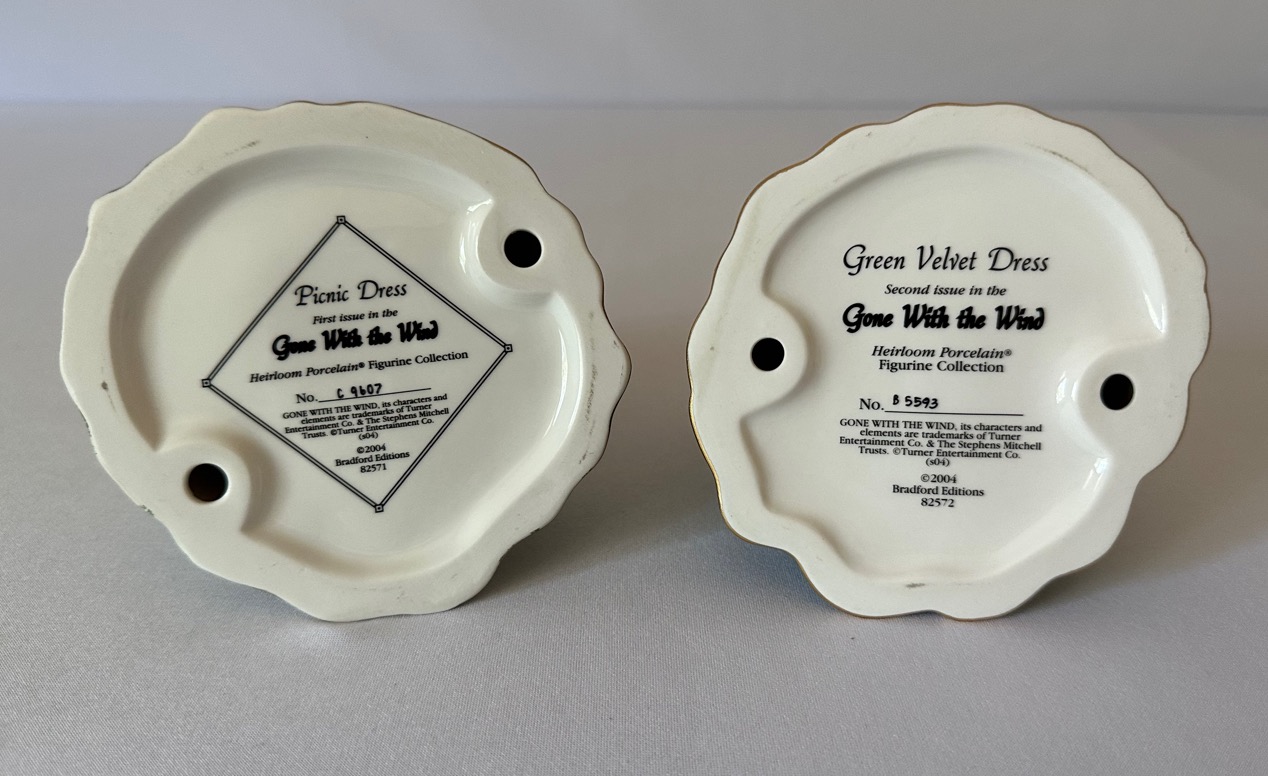 Picnic Dress
First issue in the
Gone With the Wind
Heirloom Porcelain® Figurine Collection
No. C 9607
GONE WITH THE WIND, its characters and
elements are trademarks of Turner
Entertainment Co. & The Stephens Mitchell
Trusts. ©Turner Entertainment Co.
(s04)
©2004
Bradford Editions
82571
Green Velvet Dress
Second issue in the
Gone With the Wind
Heirloom Porcelain®
Figurine Collection
No. B 5593
GONE WITH THE WIND, its characters and
elements are trademarks of Turner
Entertainment Co. & The Stephens Mitchell
Trusts. ©Turner Entertainment Co.
(s04)
©2004
Bradford Editions
82572